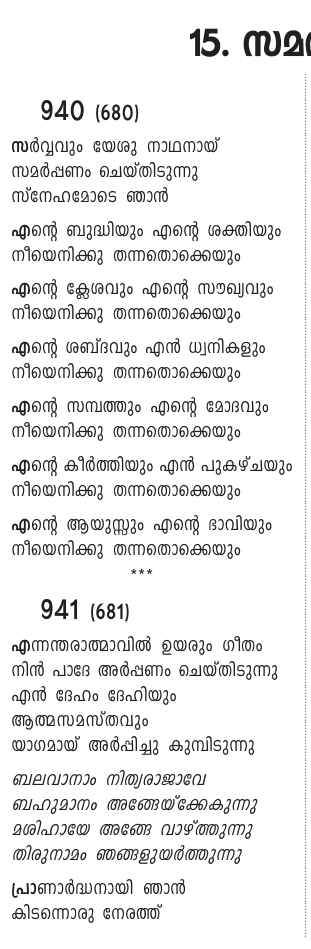 15. സമ
940 (680)
സർവ്വവും യേശു നാഥനായ്
സമർപ്പണം ചെയ്തിടുന്നു
സ്നേഹമോടെ ഞാൻ
എന്റെ ബുദ്ധിയും എന്റെ ശക്തിയും
നീയെനിക്കു തന്നതൊക്കെയും
എന്റെ ക്ലേശവും എന്റെ സൗഖ്യവും
നീയെനിക്കു തന്നതൊക്കെയും
എന്റെ ശബ്ദവും എൻ ധ്വനികളും
നീയെനിക്കു തന്നതൊക്കെയും
എന്റെ സമ്പത്തും എന്റെ മോദവും
നീയെനിക്കു തന്നതൊക്കെയും
എന്റെ കീർത്തിയും എൻ പുകഴ്ചയും
നീയെനിക്കു തന്നതൊക്കെയും
എന്റെ ആയുസ്സും എന്റെ ഭാവിയും
നീയെനിക്കു തന്നതൊക്കെയും
***
941 (681)
എന്നന്തരാത്മാവിൽ ഉയരും ഗീതം
നിൻ പാദേ അർപ്പണം ചെയ്തിടുന്നു
എൻ ദേഹം ദേഹിയും
ആത്മസമസ്തവും
യാഗമായ് അർപ്പിച്ചു കുമ്പിടുന്നു
ബലവാനാം നിത്യരാജാവേ
ബഹുമാനം അങ്ങേയ്ക്കേകുന്നു
മശിഹായേ അങ്ങേ വാഴ്ത്തുന്നു
തിരുനാമം ഞങ്ങളുയർത്തുന്നു
പ്രാണാർദ്ധനായി ഞാൻ
കിടന്നൊരു നേരത്ത്